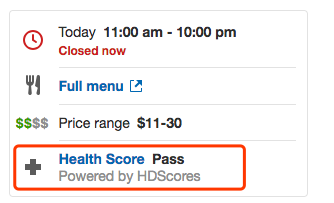 Today 11:00 am - 10:00 pm
Closed now
Full menu
$$$$ Price range $11-30
Health Score Pass
Powered by HDScores